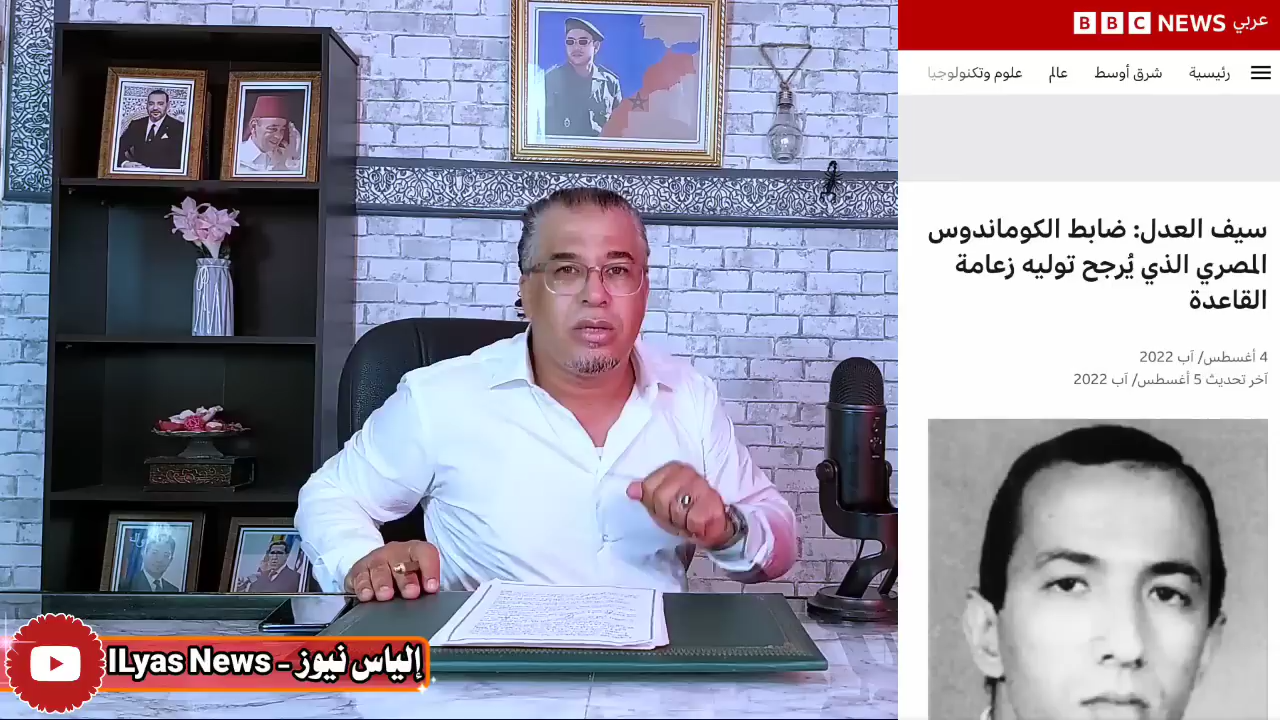 BBC NEWS عربي
رئيسية شرق أوسط عالم علوم وتكنولوجيا
سيف العدل: ضابط الكوماندوس
المصري الذي يُرجح توليه زعامة
القاعدة
4 أغسطس/ آب 2022
آخر تحديث 5 أغسطس/ آب 2022
ILyas News - إلياس نيوز